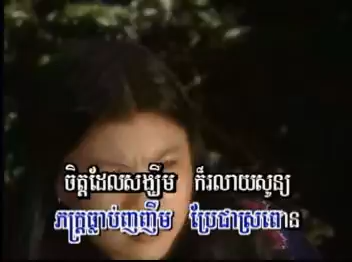 ចិត្តដែលសង្ឃឹម ក៏រលាយសូន្យ
ភក្ត្រធ្លាប់ញញឹម ប្រែជាស្រពោន